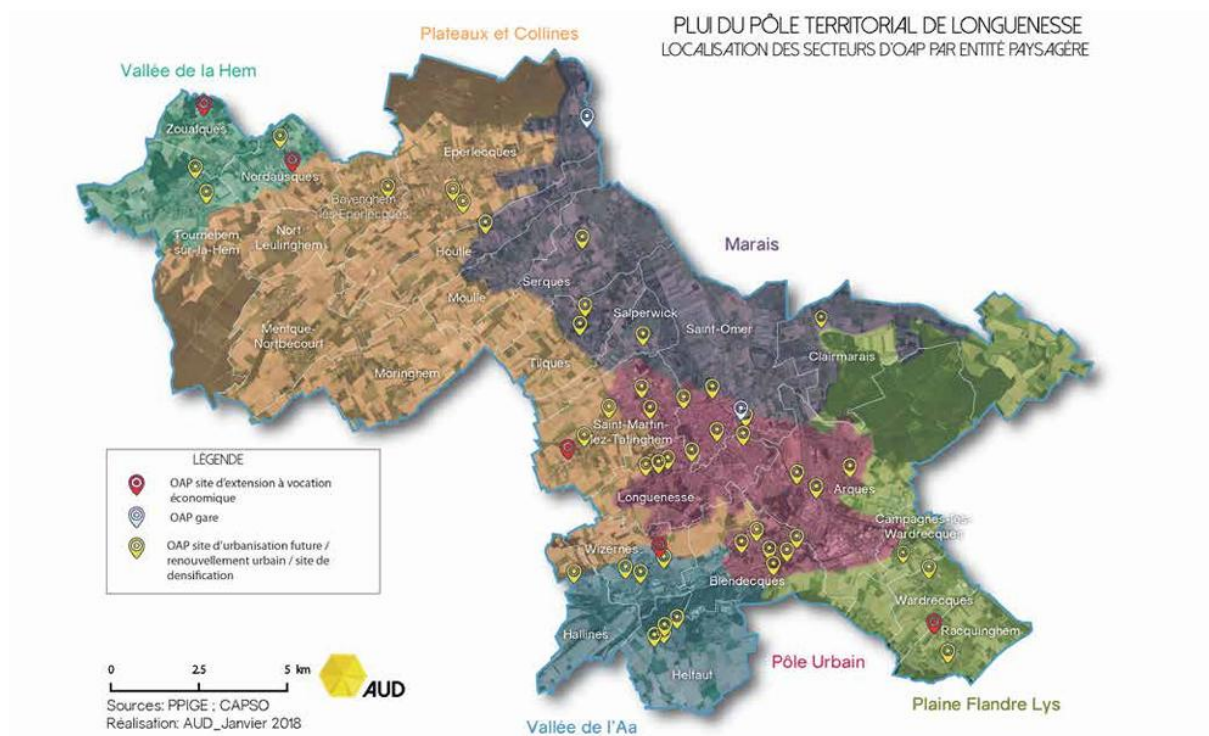 PLUI DU PÔLE TERRITORIAL DE LONGUENESSE
LOCALISATION DES SECTEURS D'OAP PAR ENTITÉ PAYSAGÈRE
Plateaux et Collines
Vallée de la Hem
Zouafques
Nordausques
Eperlecques
Bayenghem
les-Eperlecques
Tournehem
sur-la-Hem
Nort
Leulinghem
Houlle
Marais
Serques
Moulle
Salperwick
Saint-Omer
Mentque-
Nortbécourt
Clairmarais
Tilques
Moringhem
Saint-Martin-
lez-Tatinghem
LÉGENDE
OAP site d'extension à vocation
économique
OAP gare
OAP site d'urbanisation future /
renouvellement urbain / site de
densification
Longuenesse
Arques
Campagnes-les-
Wardrecques
Wizernes
Blendecques
Wardrecques
Hallines
Racquinghem
Pôle Urbain
Helfaut
Plaine Flandre Lys
Vallée de l'Aa
0 2.5 5 km
AUD
Sources: PPIGE ; CAPSO
Réalisation: AUD_Janvier 2018